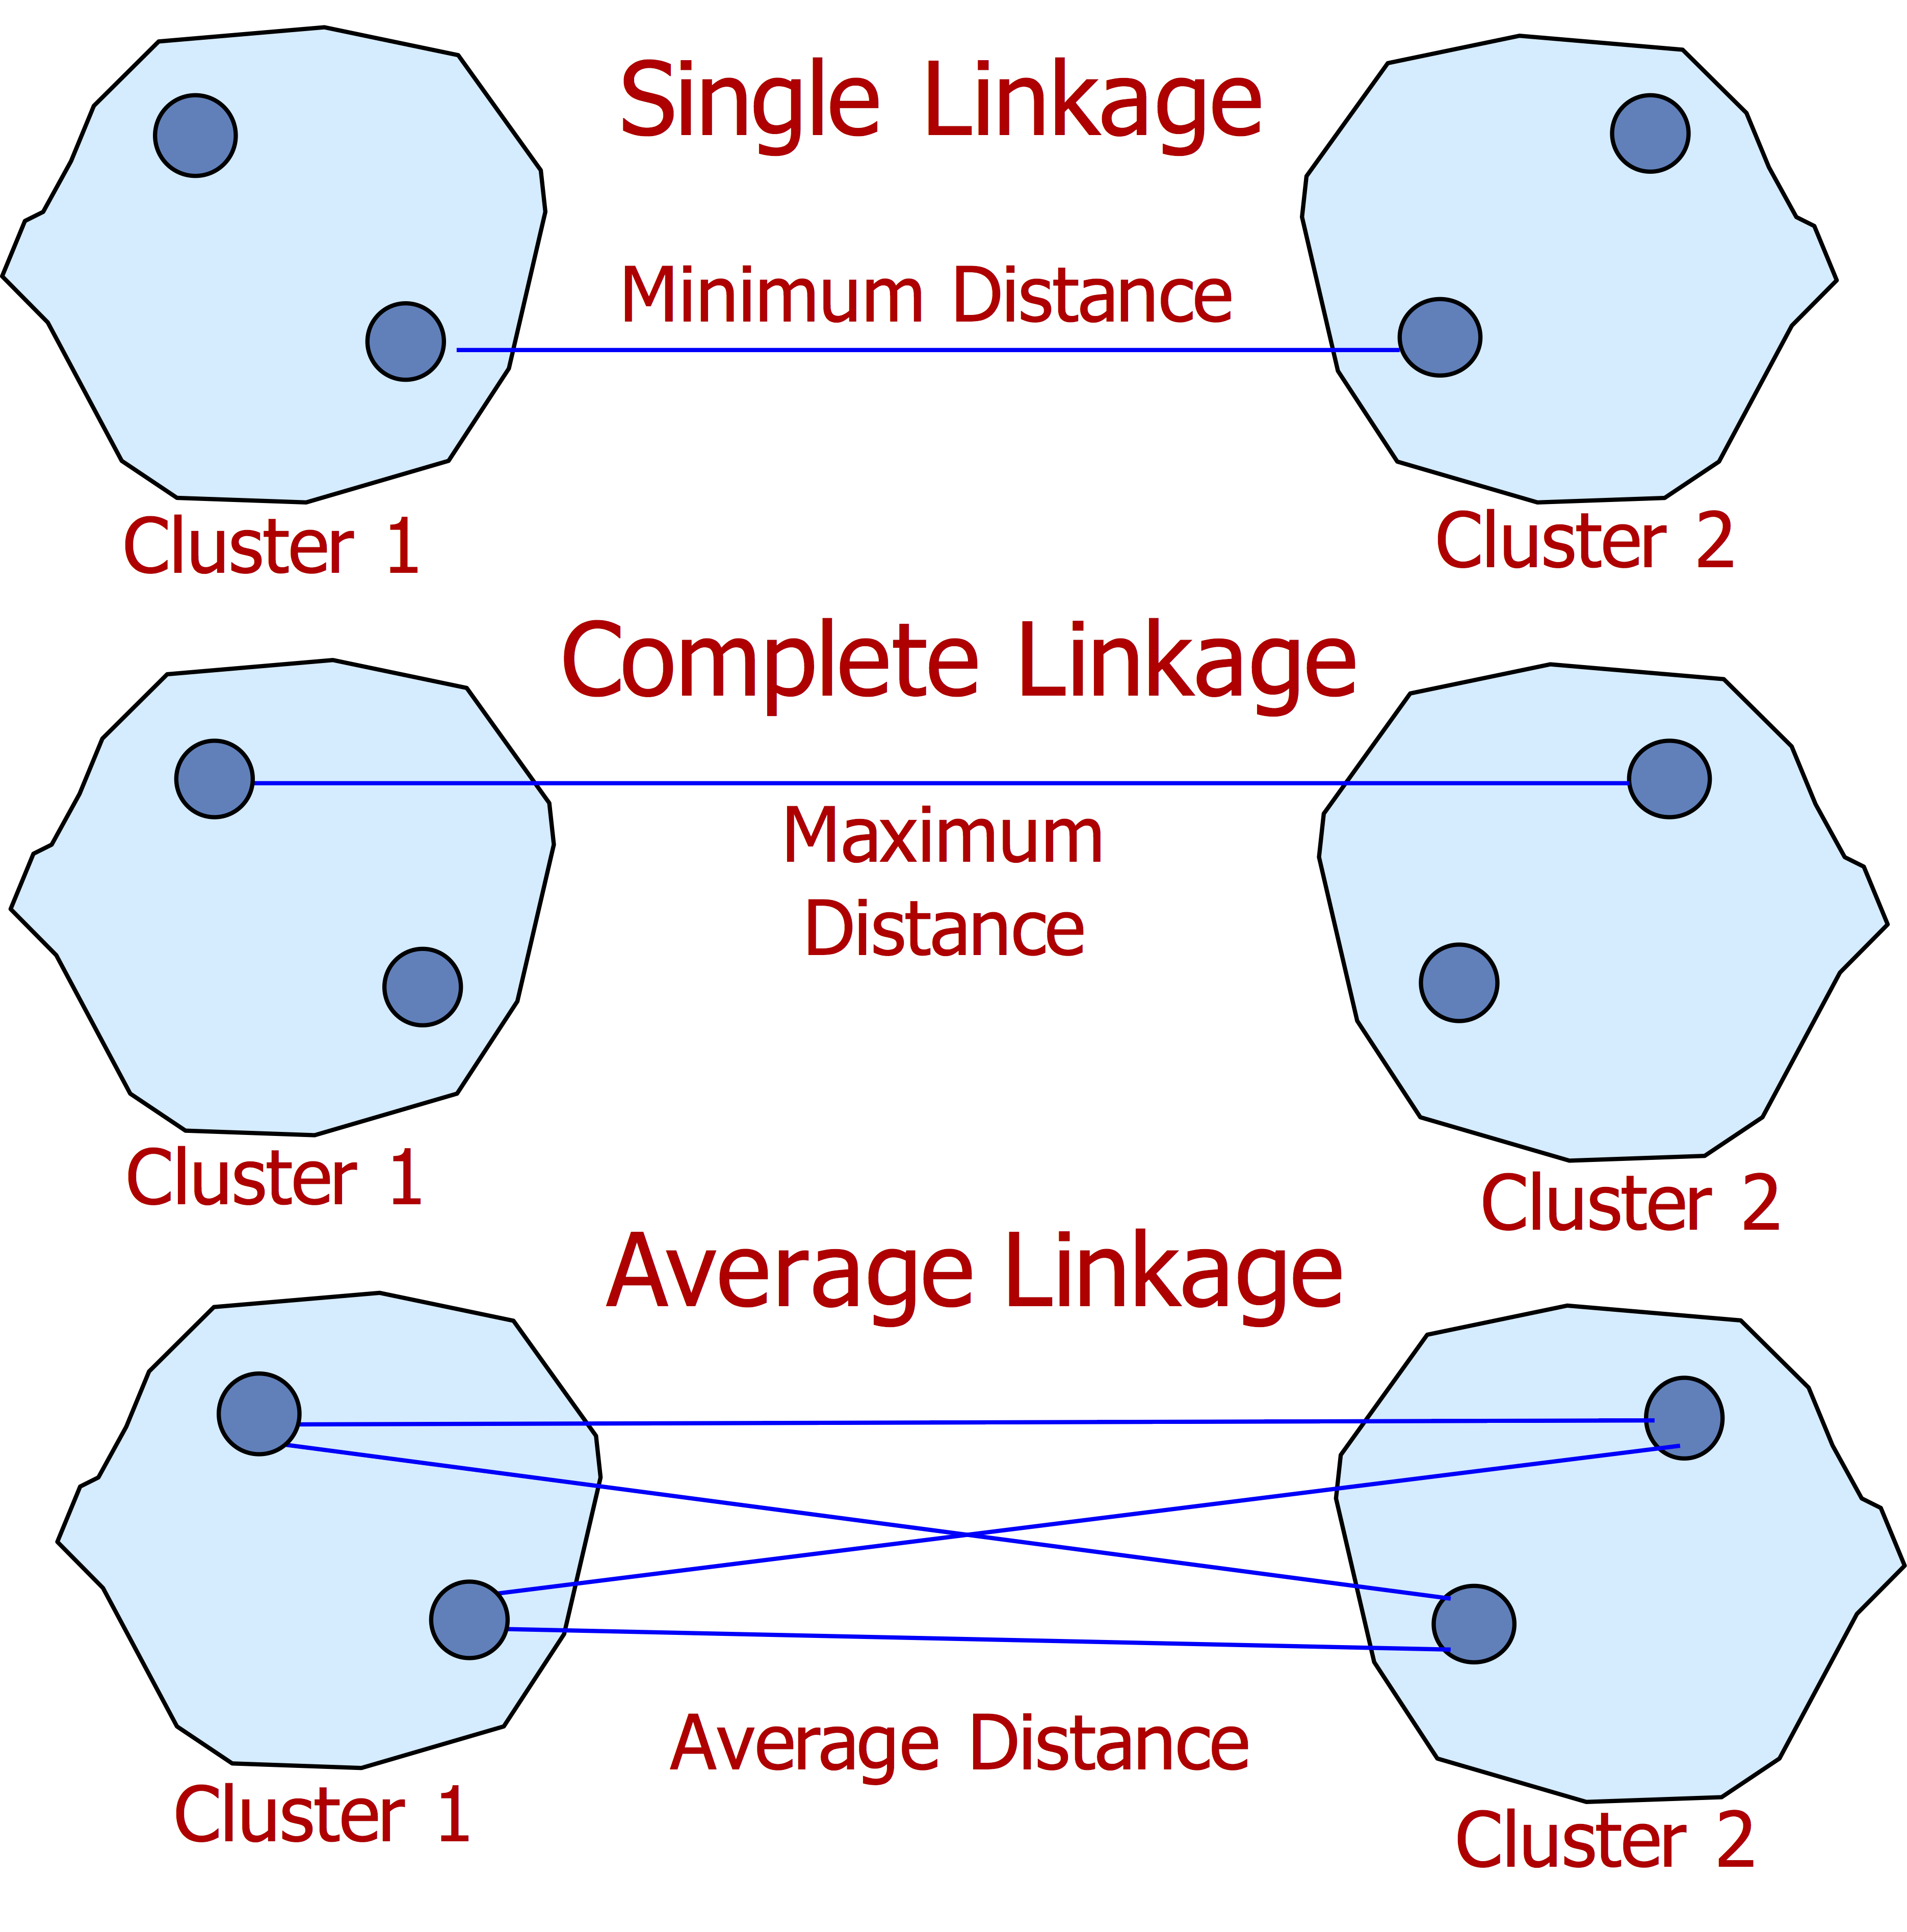 Single Linkage
Minimum Distance
Cluster 1
Cluster 2
Complete Linkage
Maximum
Distance
Cluster 1
Cluster 2
Average Linkage
Average Distance
Cluster 1
Cluster 2